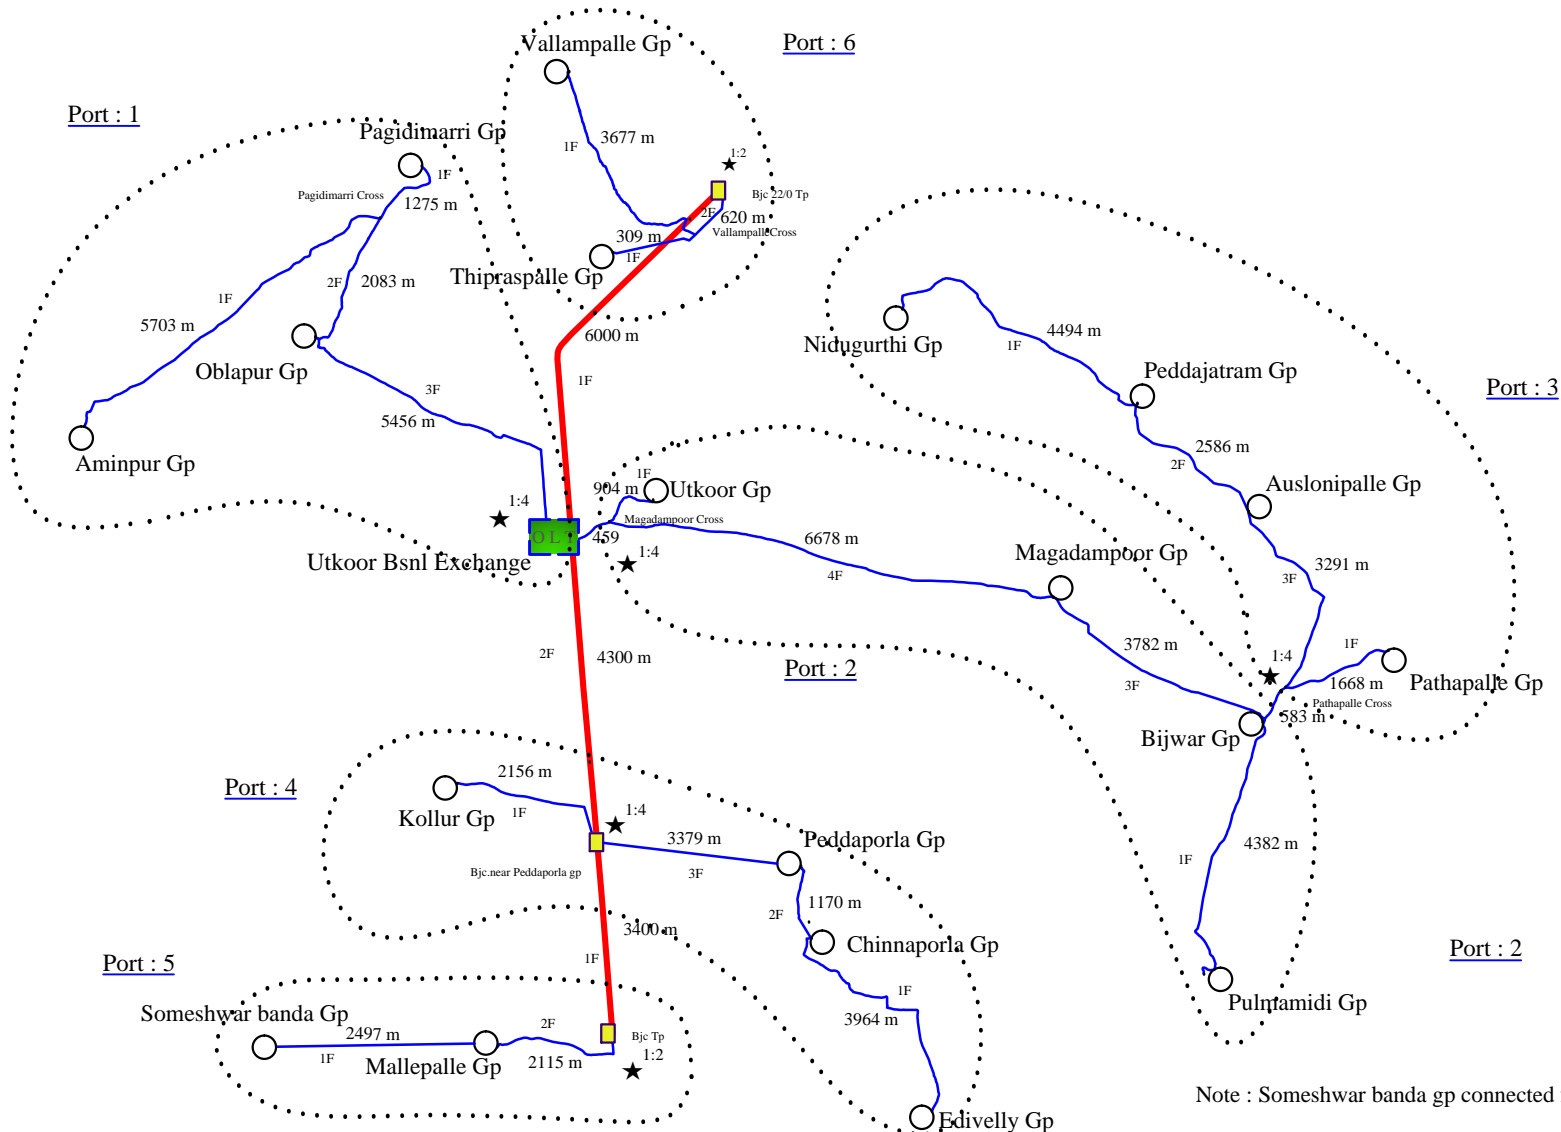 Vallampalle Gp
Port : 6
Port : 1
Pagidimarri Gp
1F
3677 m
1:2
1F
Pagidimarri Cross
1275 m
Bjc 22/0 Tp
2F
620 m
Vallampalle Cross
309 m
1F
Thipraspalle Gp
2F
2083 m
1F
5703 m
6000 m
Oblapur Gp
1F
3F
5456 m
Aminpur Gp
4494 m
1F
Nidugurthi Gp
Peddajatram Gp
Port : 3
2586 m
2F
Auslonipalle Gp
1F
904 m
Utkoor Gp
1:4
Magadampoor Cross
OLT
459
1:4
Utkoor Bsnl Exchange
6678 m
4F
Magadampoor Gp
3291 m
3F
2F
4300 m
Port : 2
3782 m
3F
1:4
1F
1668 m
Pathapalle Gp
Pathapalle Cross
583 m
Bijwar Gp
Port : 4
2156 m
1F
Kollur Gp
1:4
3379 m
3F
Peddaporla Gp
Bjc.near Peddaporla gp
4382 m
1F
1170 m
2F
3400 m
Chinnaporla Gp
Port : 2
1F
Port : 5
1F
3964 m
Pulmamidi Gp
Someshwar banda Gp
2497 m
1F
2F
Mallepalle Gp
2115 m
Bjc Tp
1:2
Note : Someshwar banda gp connected
Edivelly Gp